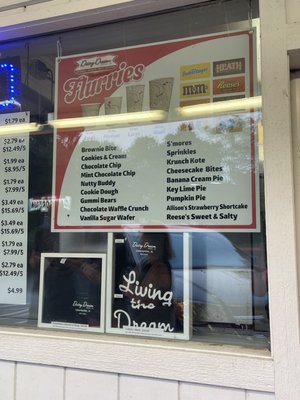 Dairy Dream
Flurries
Butterfinger
HEATH
m&m's
Reese's
Brownie Bite
Cookies & Cream
Chocolate Chip
Mint Chocolate Chip
Nutty Buddy
Cookie Dough
Gummi Bears
Chocolate Waffle Crunch
Vanilla Sugar Wafer
S'mores
Sprinkles
Krunch Kote
Cheesecake Bites
Banana Cream Pie
Key Lime Pie
Pumpkin Pie
Allison's Strawberry Shortcake
Reese's Sweet & Salty
$1.79 ea
$2.79 ea
$12.49/5
$1.99 ea
$8.95/5
$1.79 ea
$7.99/5
$3.49 ea
$15.69/5
$3.49 ea
$15.69/5
$1.79 ea
$7.99/5
$2.79 ea
$12.49/5
$4.99
Dairy Dream
Dairy Dream
Living
the Dream